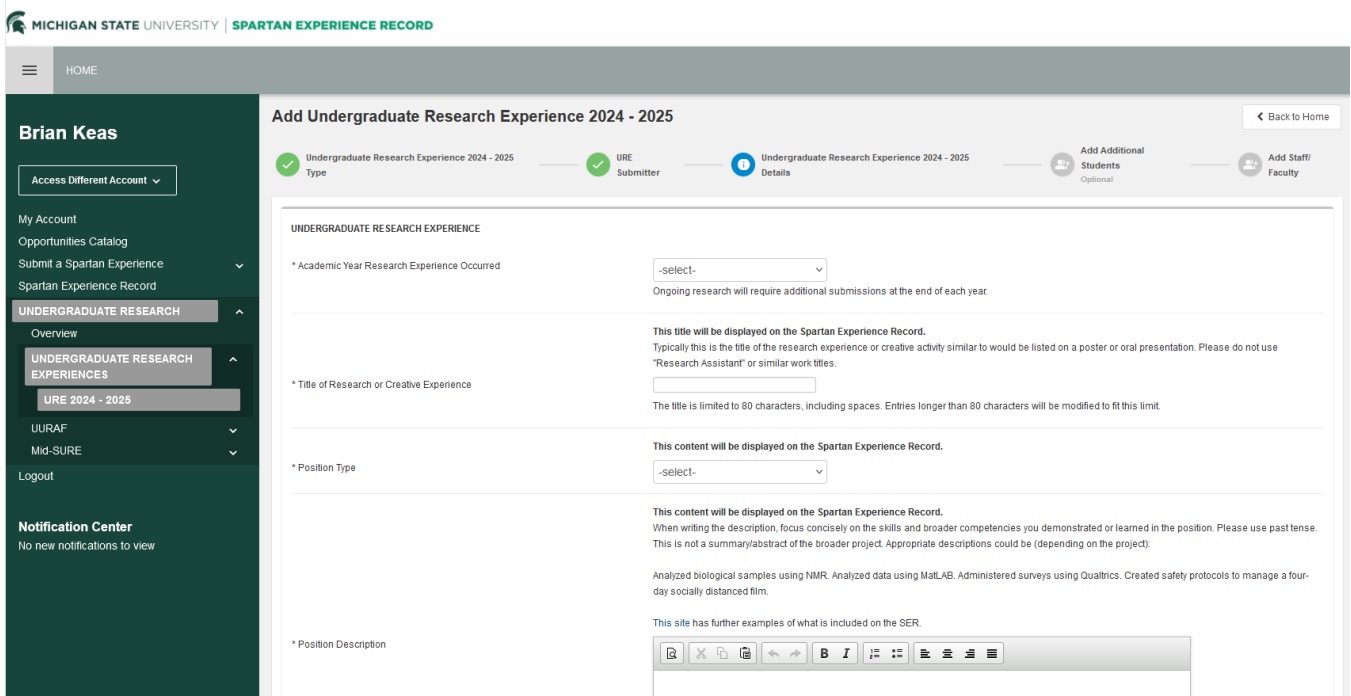 MICHIGAN STATE UNIVERSITY | SPARTAN EXPERIENCE RECORD
HOME
Brian Keas
Access Different Account
My Account
Opportunities Catalog
Submit a Spartan Experience
Spartan Experience Record
UNDERGRADUATE RESEARCH
Overview
UNDERGRADUATE RESEARCH
EXPERIENCES
URE 2024 - 2025
UURAF
Mid-SURE
Logout
Notification Center
No new notifications to view
Add Undergraduate Research Experience 2024 - 2025
Back to Home
Undergraduate Research Experience 2024 - 2025
Type
URE
Submitter
Undergraduate Research Experience 2024 - 2025
Details
Add Additional
Students
Optional
Add Staff/
Faculty
UNDERGRADUATE RESEARCH EXPERIENCE
* Academic Year Research Experience Occurred
-select-
Ongoing research will require additional submissions at the end of each year.
This title will be displayed on the Spartan Experience Record.
Typically this is the title of the research experience or creative activity similar to would be listed on a poster or oral presentation. Please do not use
"Research Assistant" or similar work titles.
* Title of Research or Creative Experience
The title is limited to 80 characters, including spaces. Entries longer than 80 characters will be modified to fit this limit.
This content will be displayed on the Spartan Experience Record.
* Position Type
-select-
This content will be displayed on the Spartan Experience Record.
When writing the description, focus concisely on the skills and broader competencies you demonstrated or learned in the position. Please use past tense.
This is not a summary/abstract of the broader project. Appropriate descriptions could be (depending on the project):
Analyzed biological samples using NMR. Analyzed data using MatLAB. Administered surveys using Qualtrics. Created safety protocols to manage a four-
day socially distanced film.
This site has further examples of what is included on the SER.
* Position Description
B I